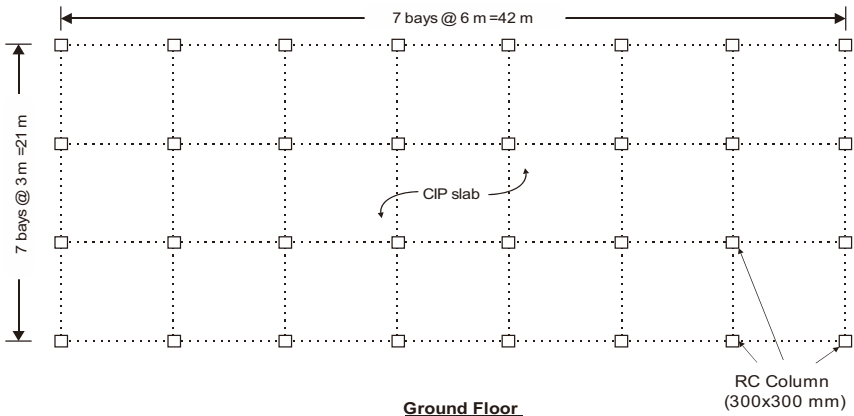 7 bays @ 6 m =42 m
7 bays @ 3 m =21 m
CIP slab
RC Column
(300x300 mm)
Ground Floor